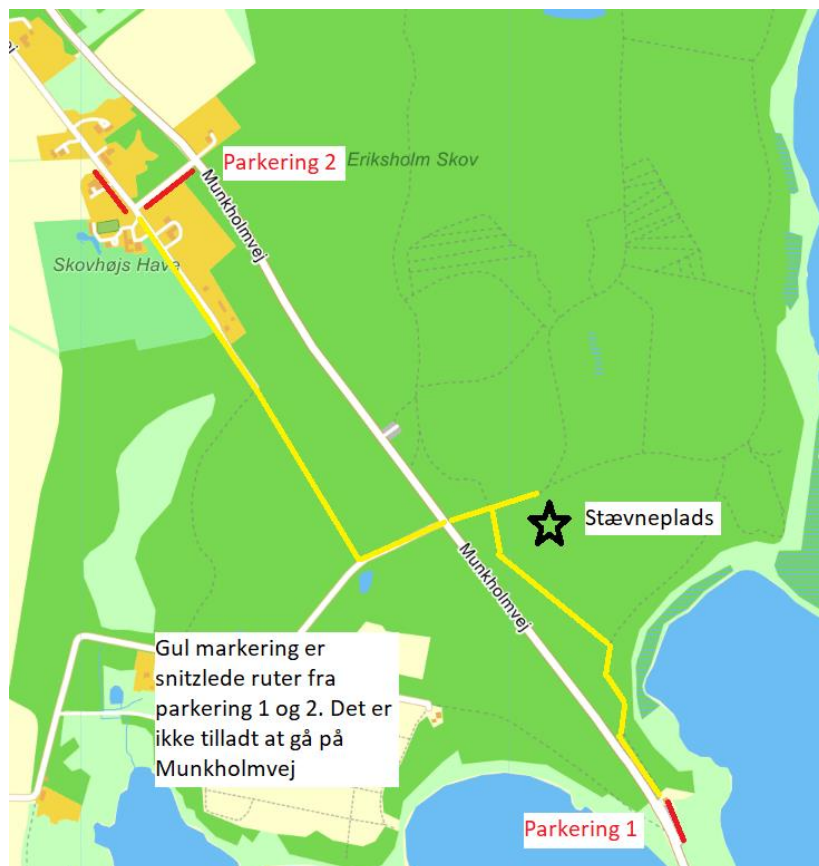 ej
Parkering 2
Eriksholm Skov
Munkholmvej
Skovhøjs Have
Stævneplads
Munkholmvej
Gul markering er
snitzlede ruter fra
parkering 1 og 2. Det er
ikke tilladt at gå på
Munkholmvej
Parkering 1